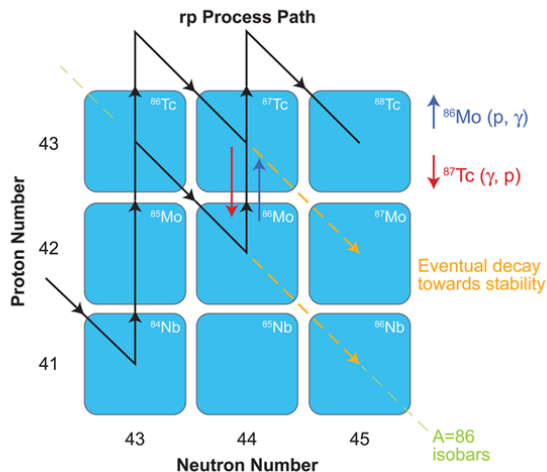 rp Process Path
⁸⁶Tc
⁸⁷Tc
⁸⁸Tc
⁸⁶Mo (p, γ)
43
⁸⁷Tc (γ, p)
⁸⁵Mo
⁸⁶Mo
⁸⁷Mo
Proton Number
42
Eventual decay
towards stability
⁸⁴Nb
⁸⁵Nb
⁸⁶Nb
41
43
44
45
A=86
isobars
Neutron Number